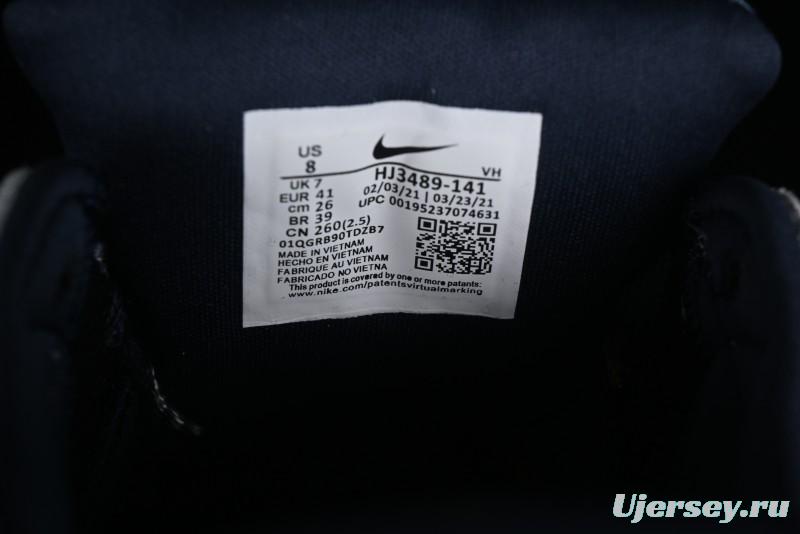 US
8
VH
UK 7
EUR 41
cm 26
BR 39
CN 260(2.5)
01QGRB90TDZB7
HJ3489-141
02/03/21 | 03/23/21
UPC 00195237074631
MADE IN VIETNAM
HECHO EN VIETNAM
FABRIQUE AU VIETNAM
FABRICADO NO VIETNA
This product is covered by one or more patents:
www.nike.com/patentsvirtualmarking
Ujersey.ru